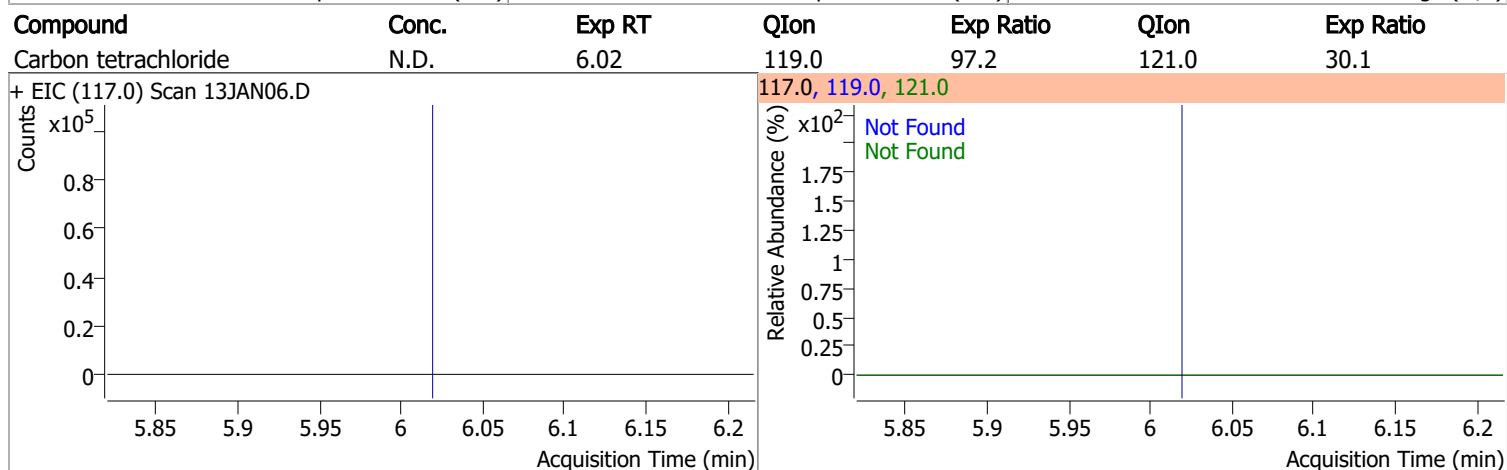 Compound Conc. Exp RT QIon Exp Ratio QIon Exp Ratio
Carbon tetrachloride N.D. 6.02 119.0 97.2 121.0 30.1
+ EIC (117.0) Scan 13JAN06.D
Counts
x10^5
0.8
0.6
0.4
0.2
0
5.85 5.9 5.95 6 6.05 6.1 6.15 6.2
Acquisition Time (min)
117.0, 119.0, 121.0
Relative Abundance (%)
x10^2
Not Found
Not Found
1.75
1.5
1.25
1
0.75
0.5
0.25
0
5.85 5.9 5.95 6 6.05 6.1 6.15 6.2
Acquisition Time (min)